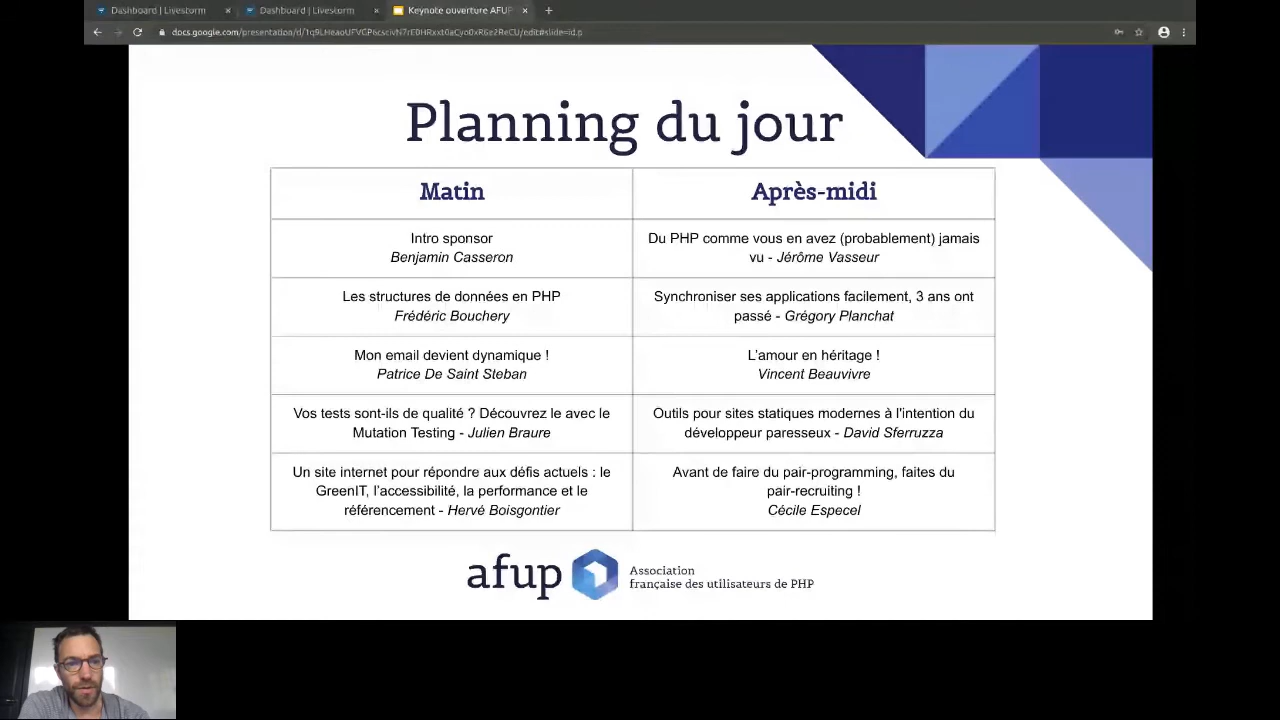 Dashboard | Livestorm
Dashboard | Livestorm
Keynote ouverture AFUP
Planning du jour
Matin
Après-midi
Intro sponsor
Benjamin Casseron
Du PHP comme vous en avez (probablement) jamais
vu - Jérôme Vasseur
Les structures de données en PHP
Frédéric Bouchery
Synchroniser ses applications facilement, 3 ans ont
passé - Grégory Planchat
Mon email devient dynamique !
Patrice De Saint Steban
L'amour en héritage !
Vincent Beauvivre
Vos tests sont-ils de qualité ? Découvrez le avec le
Mutation Testing - Julien Braure
Outils pour sites statiques modernes à l'intention du
développeur paresseux - David Sferruzza
Un site internet pour répondre aux défis actuels : le
GreenIT, l'accessibilité, la performance et le
référencement - Hervé Boisgontier
Avant de faire du pair-programming, faites du
pair-recruiting !
Cécile Especel
afup
Association
française des utilisateurs de PHP